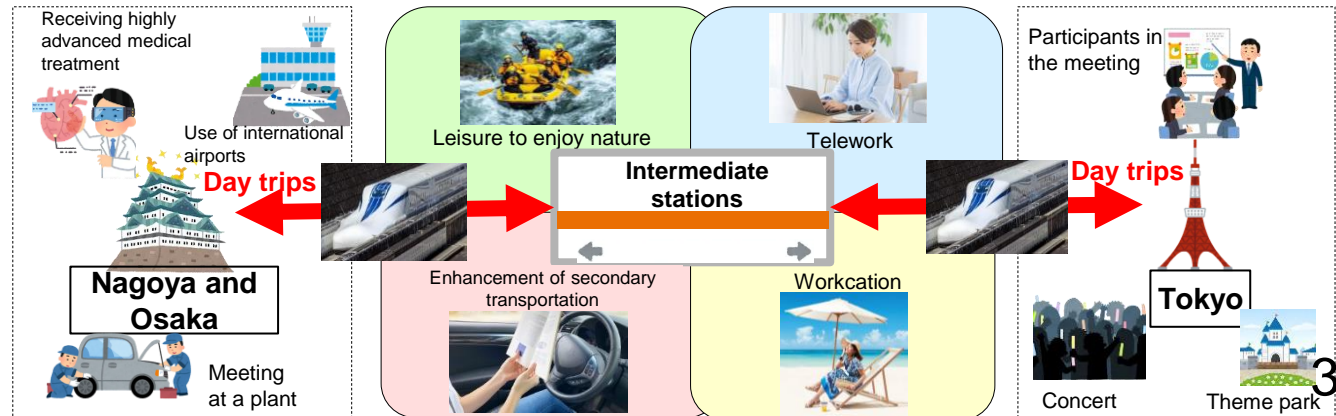 Receiving highly
advanced medical
treatment
Use of international
airports
Day trips
Nagoya and
Osaka
Meeting
at a plant
Leisure to enjoy nature
Telework
Intermediate
stations
Enhancement of secondary
transportation
Workcation
Participants in
the meeting
Day trips
Tokyo
Concert
Theme park
3